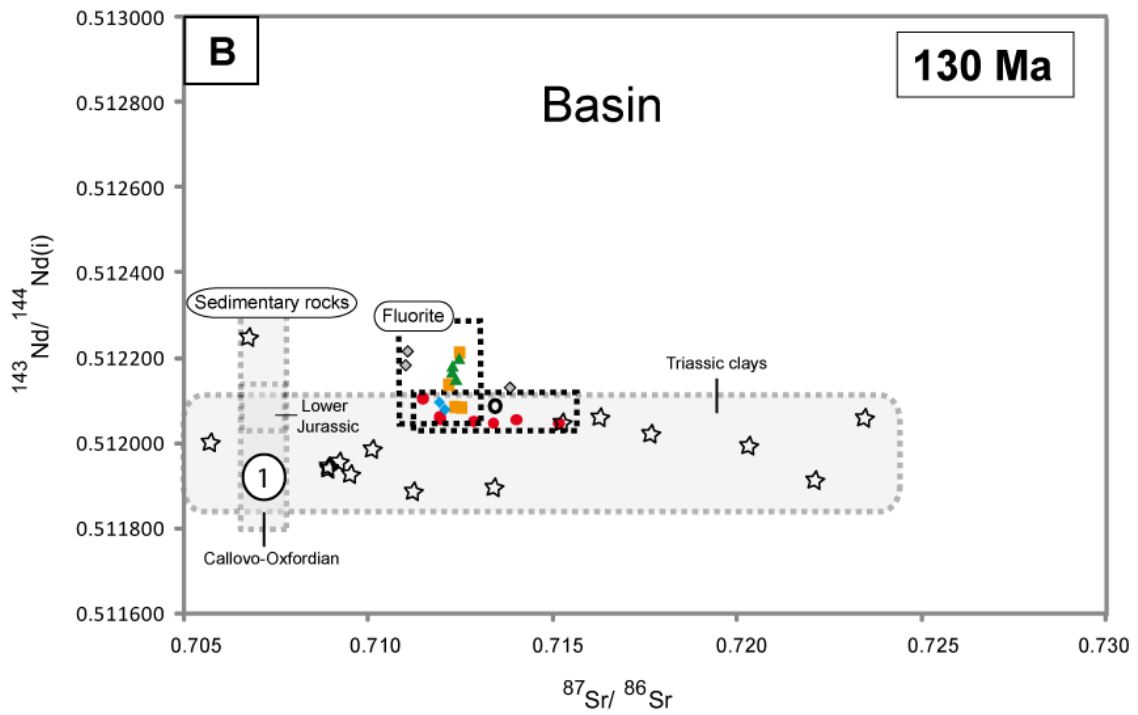 0.513000
B
130 Ma
0.512800
Basin
0.512600
0.512400
Sedimentary rocks
Fluorite
0.512200
Triassic clays
O
Lower
Jurassic
0.512000
1
0.511800
Callovo-Oxfordian
0.511600
0.705
0.710
0.715
0.720
0.725
0.730
143Nd/ 144Nd(i)
87Sr/ 86Sr